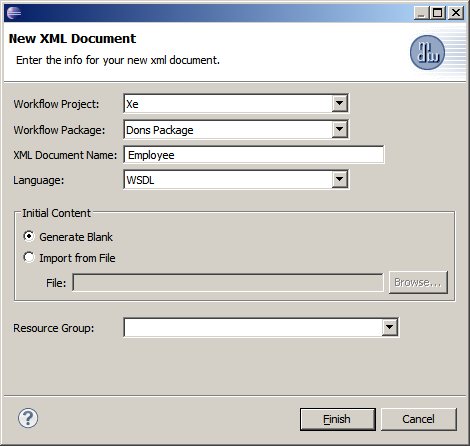 New XML Document
Enter the info for your new xml document.
Workflow Project: Xe
Workflow Package: Dons Package
XML Document Name: Employee
Language: WSDL
Initial Content
Generate Blank
Import from File
File: Browse...
Resource Group:
? Finish Cancel